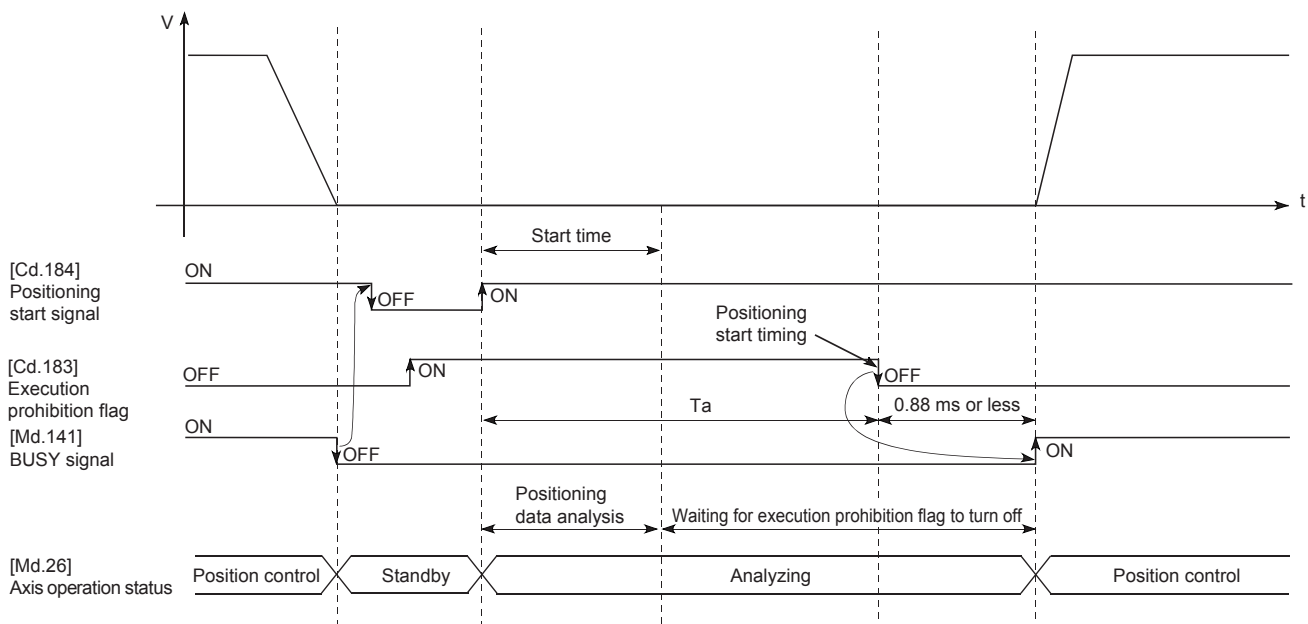 V
t
Start time
[Cd.184]
Positioning
start signal
ON
OFF
ON
Positioning
start timing
[Cd.183]
Execution
prohibition flag
OFF
ON
OFF
Ta
0.88 ms or less
[Md.141]
BUSY signal
ON
OFF
ON
Positioning
data analysis
Waiting for execution prohibition flag to turn off
[Md.26]
Axis operation status
Position control
Standby
Analyzing
Position control